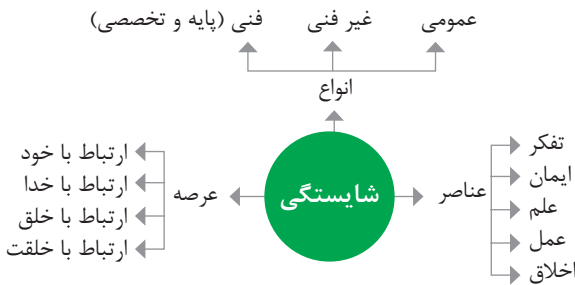 عمومی
غیر فنی
فنی (پایه و تخصصی)
انواع
شایستگی
عناصر
تفکر
ایمان
علم
عمل
اخلاق
عرصه
ارتباط با خود
ارتباط با خدا
ارتباط با خلق
ارتباط با خلقت